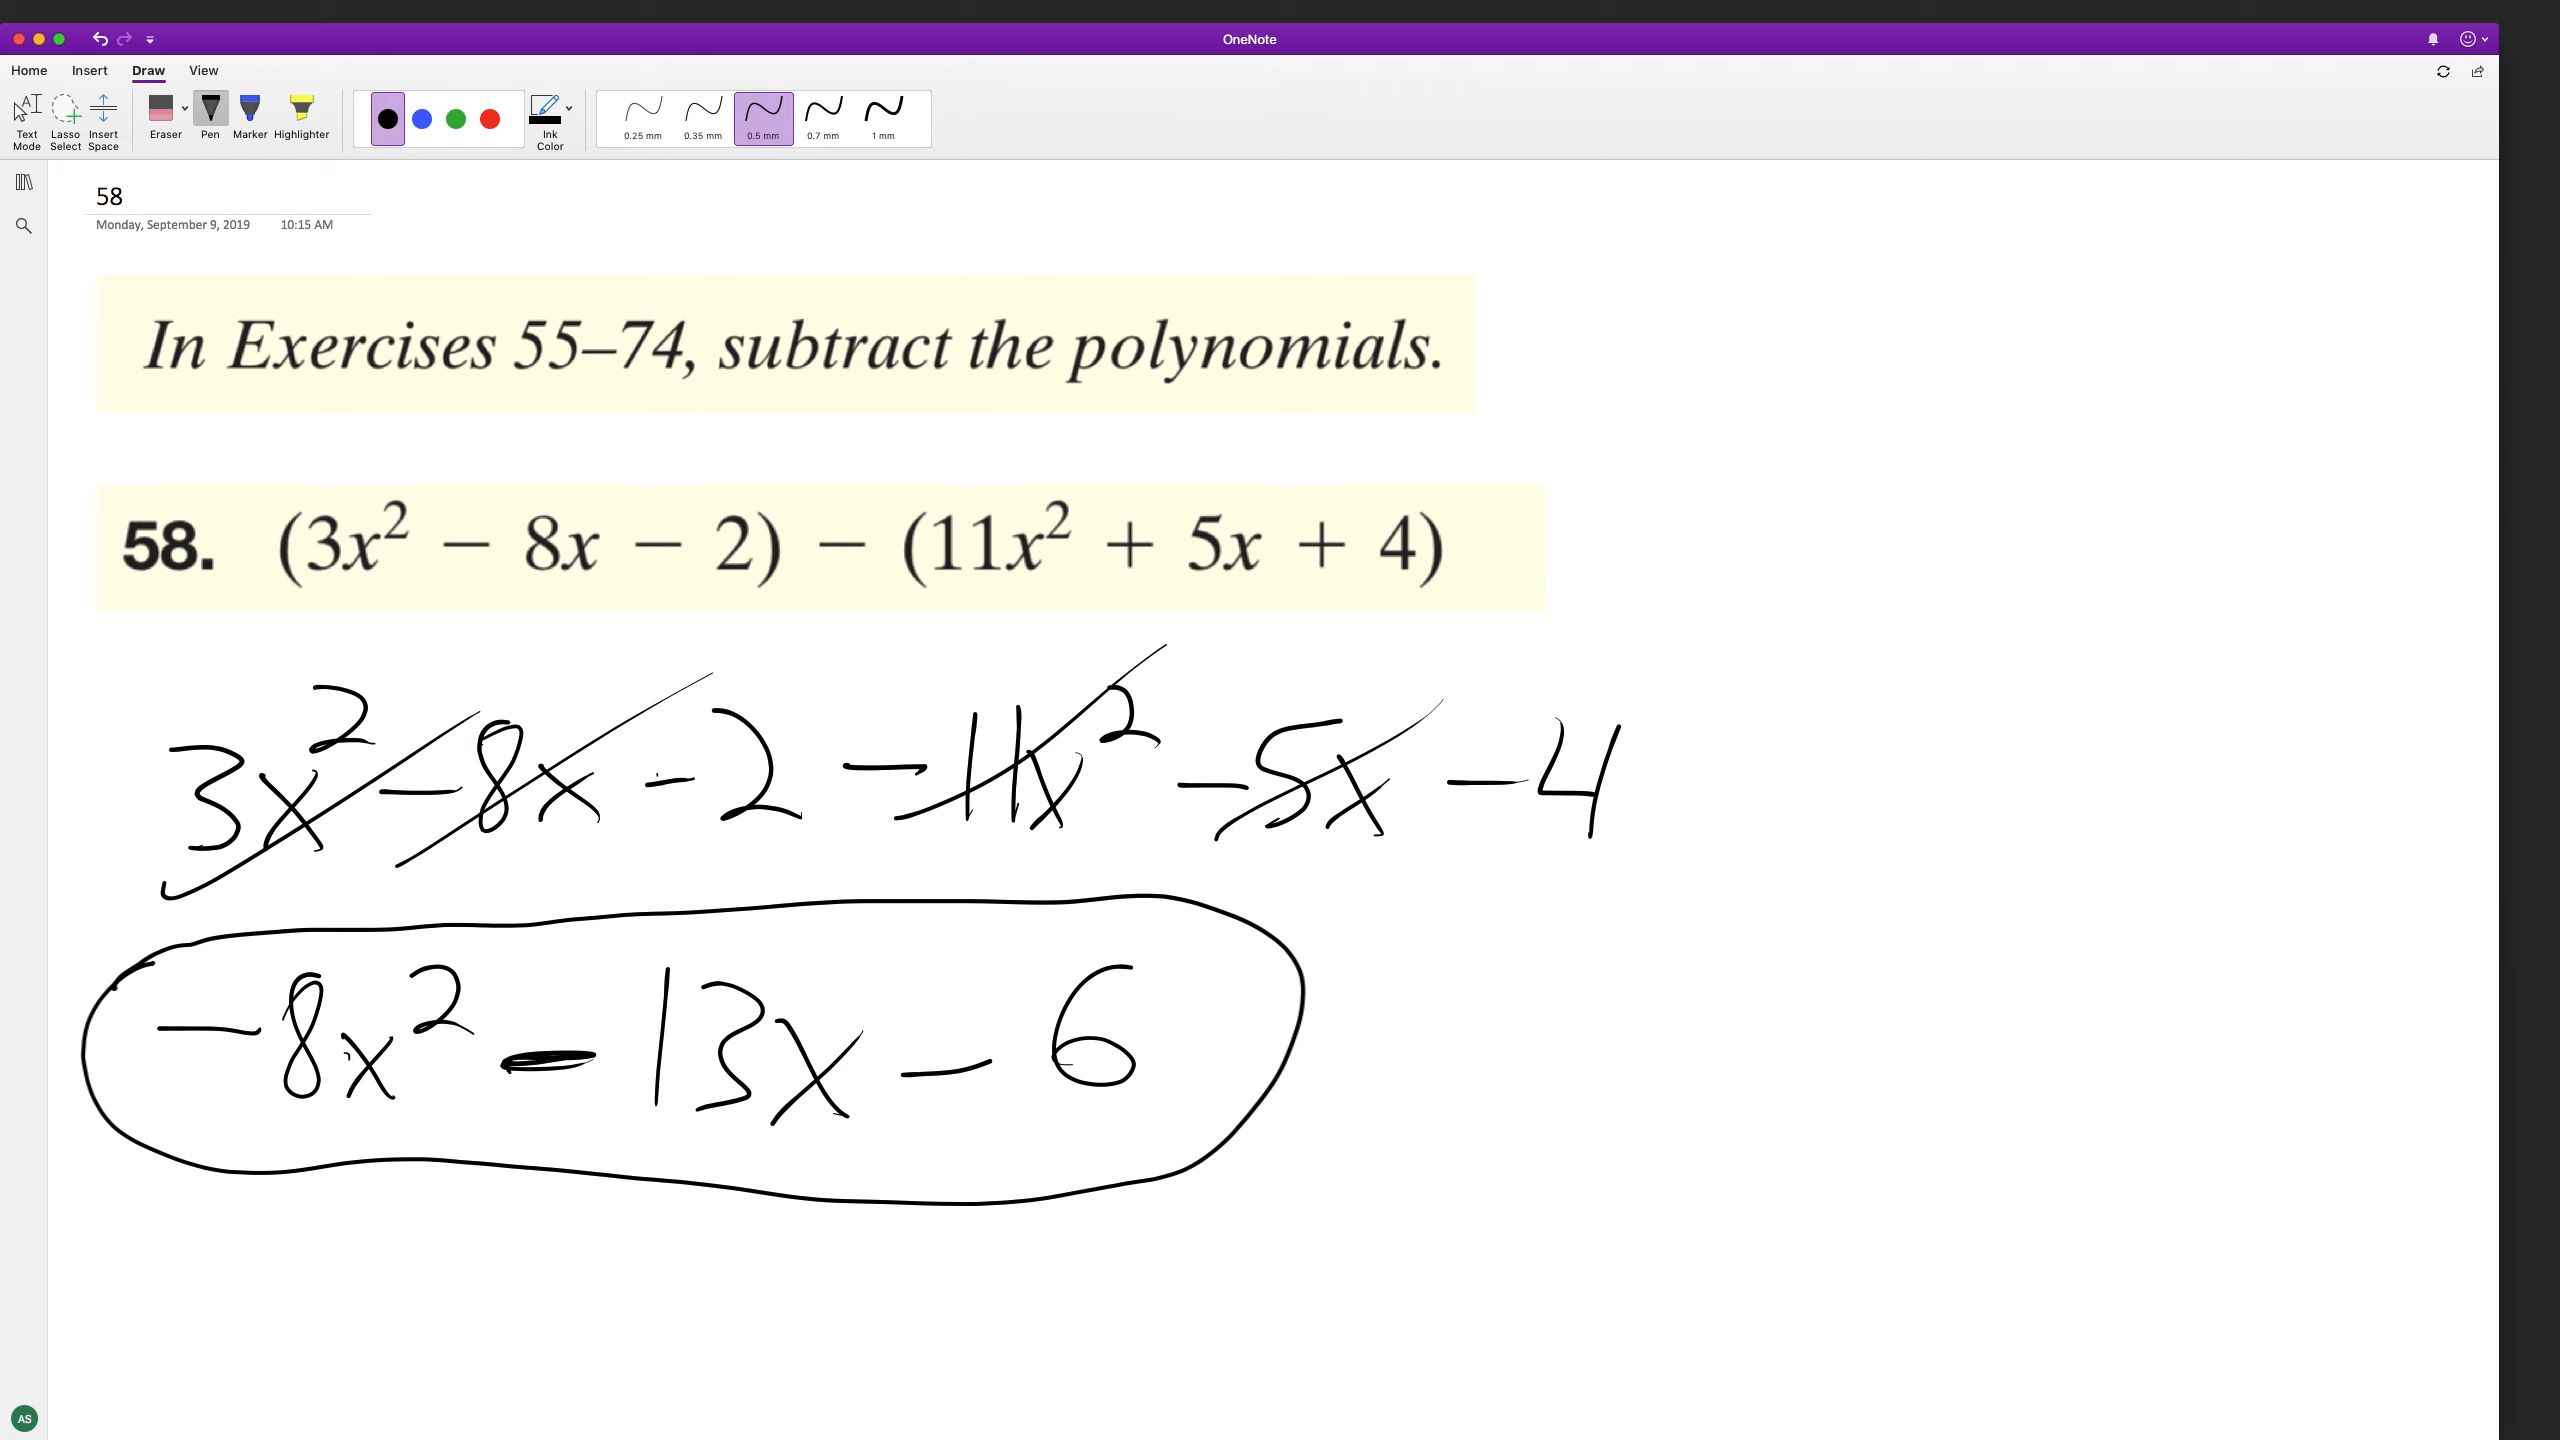 OneNote
Home Insert Draw View
Text Mode Lasso Select Insert Space Eraser Pen Marker Highlighter Ink Color 0.25 mm 0.35 mm 0.5 mm 0.7 mm 1 mm
58
Monday, September 9, 2019 10:15 AM
In Exercises 55–74, subtract the polynomials.
58. (3x² − 8x − 2) − (11x² + 5x + 4)
3x² − 8x − 2 − 11x² − 5x − 4
−8x² − 13x − 6
AS